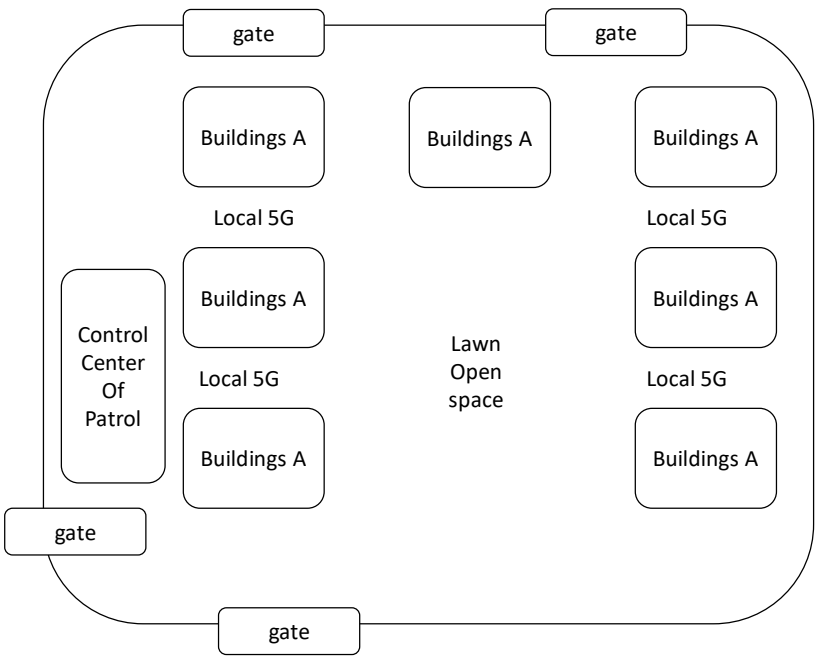 gate
gate
Buildings A
Buildings A
Buildings A
Local 5G
Local 5G
Buildings A
Buildings A
Control
Center
Of
Patrol
Lawn
Open
space
Local 5G
Local 5G
Buildings A
Buildings A
gate
gate